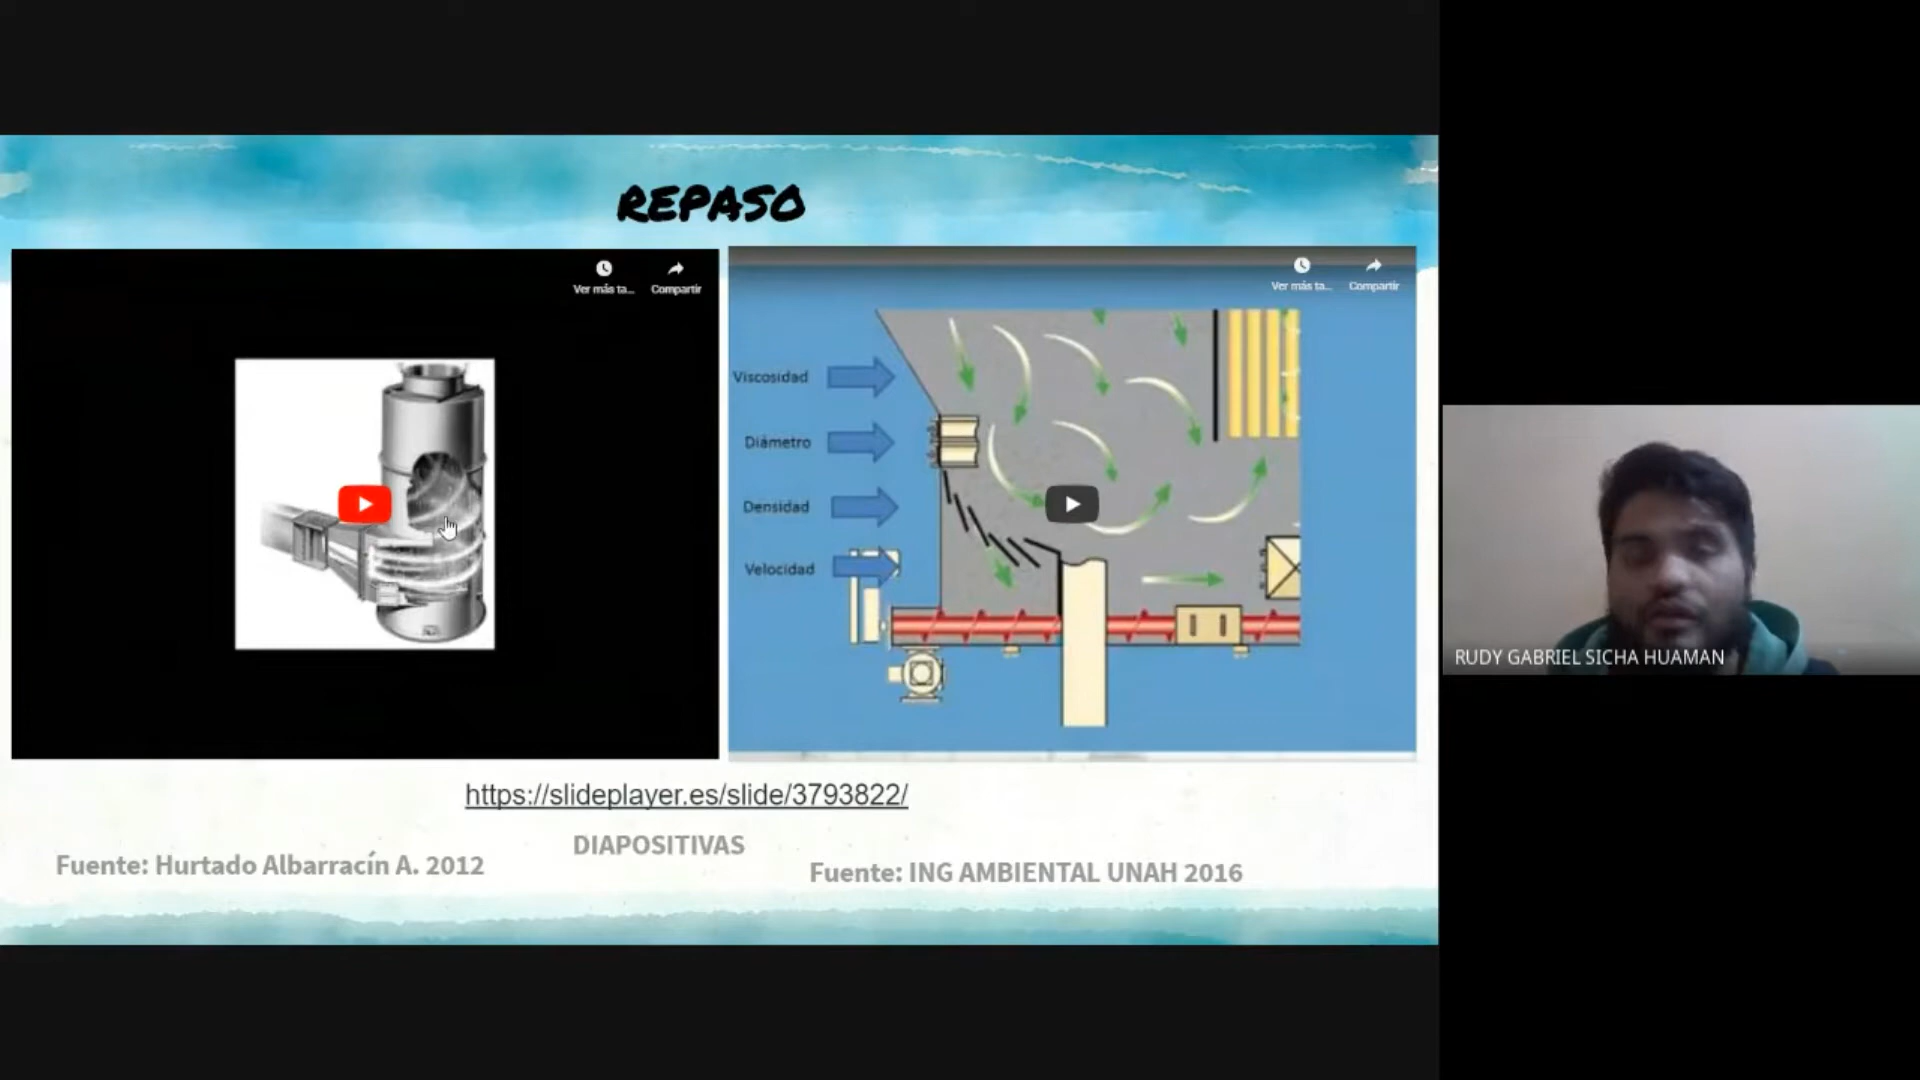 REPASO
Ver más ta...
Compartir
Ver más ta...
Compartir
Viscosidad
Diámetro
Densidad
Velocidad
https://slideplayer.es/slide/3793822/
DIAPOSITIVAS
Fuente: Hurtado Albarracín A. 2012
Fuente: ING AMBIENTAL UNAH 2016
RUDY GABRIEL SICHA HUAMAN